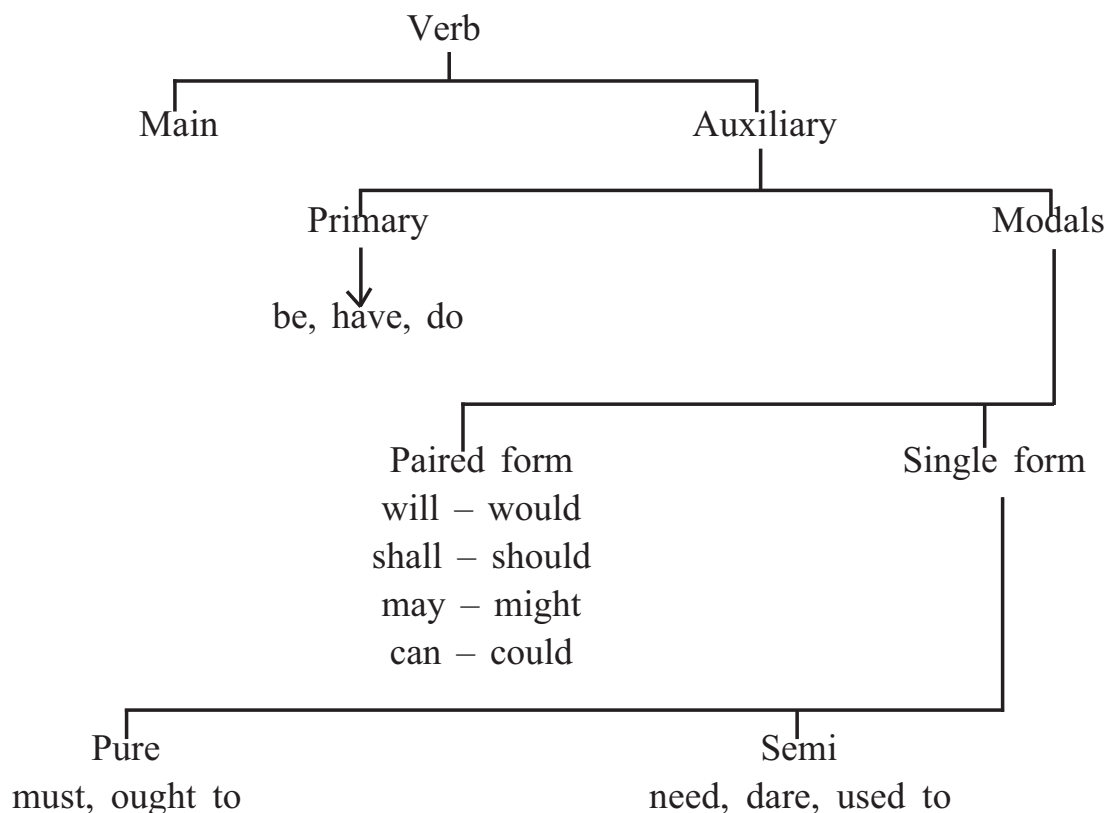 Verb
Main Auxiliary
Primary Modals
be, have, do
Paired form Single form
will – would
shall – should
may – might
can – could
Pure Semi
must, ought to need, dare, used to